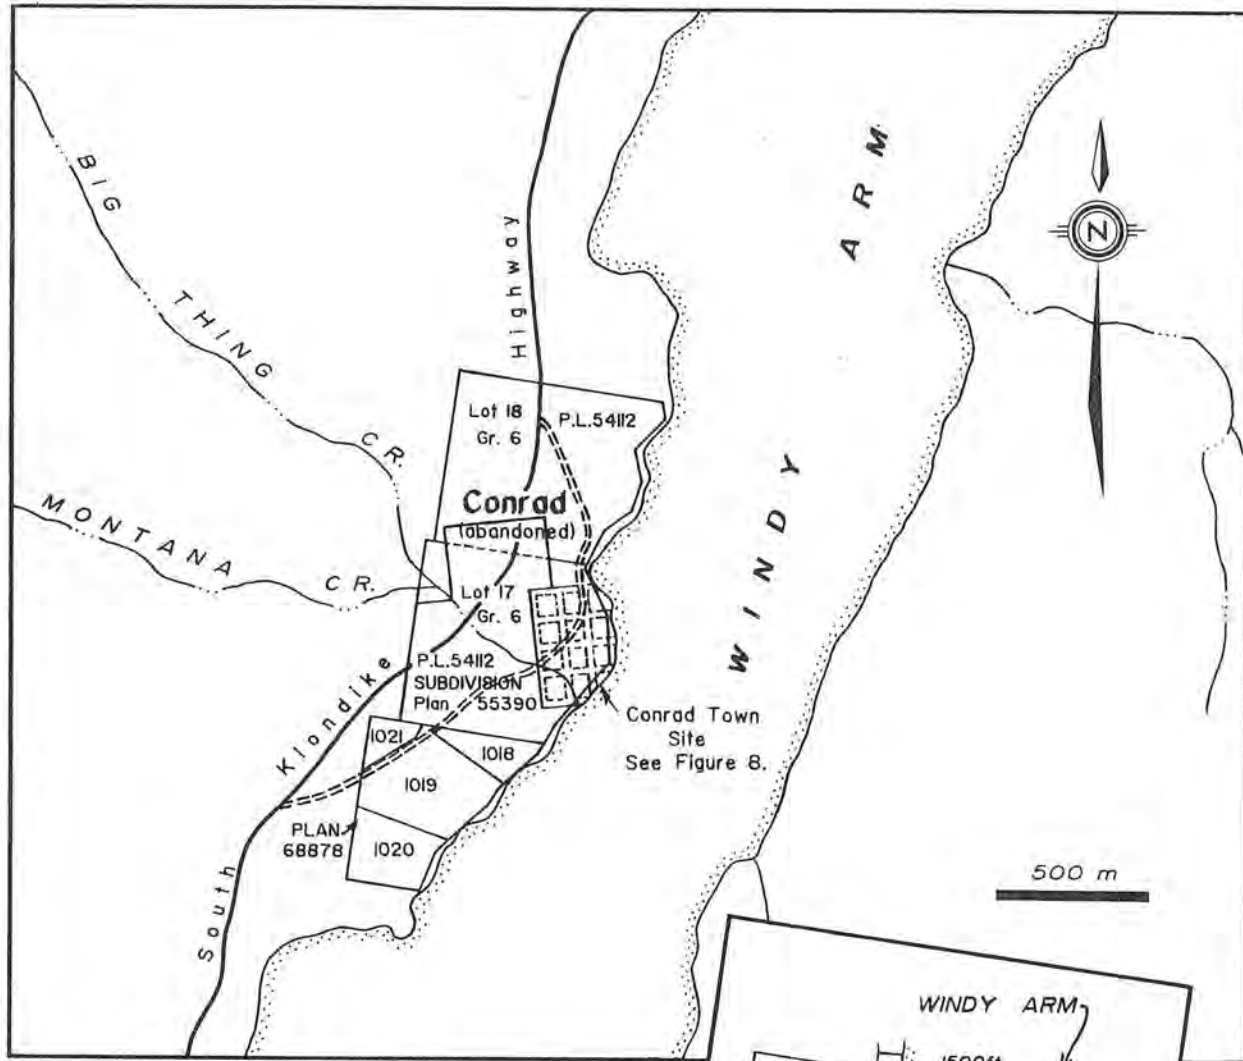 BIG THING CR.
MONTANA CR.
South Klondike Highway
WINDY ARM
N
Lot 18
Gr. 6
P.L.54112
Conrad
(abandoned)
Lot 17
Gr. 6
P.L.54112
SUBDIVISION
Plan 55390
1021
1018
1019
1020
PLAN
68878
Conrad Town
Site
See Figure 8.
500 m
WINDY ARM
1500ft